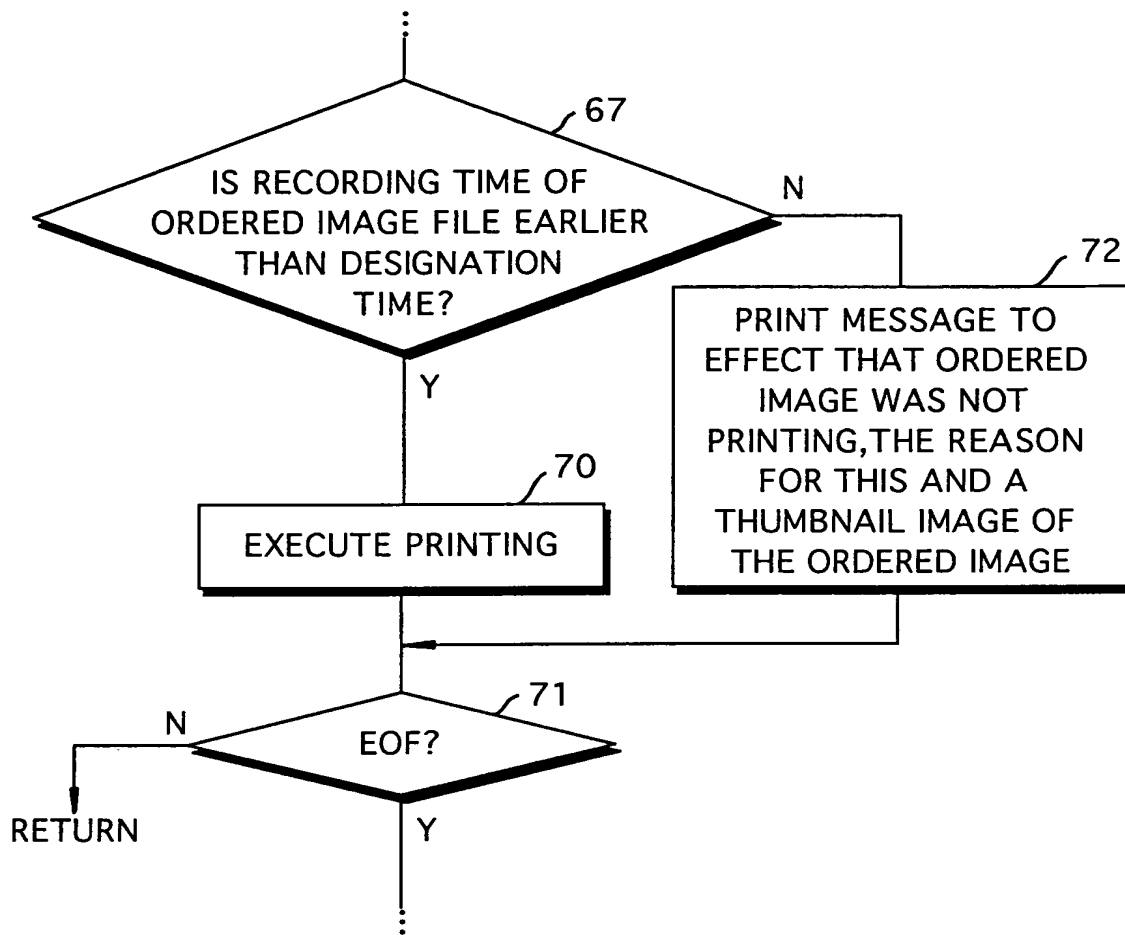 67
IS RECORDING TIME OF
ORDERED IMAGE FILE EARLIER
THAN DESIGNATION
TIME?
N
Y
72
PRINT MESSAGE TO
EFFECT THAT ORDERED
IMAGE WAS NOT
PRINTING,THE REASON
FOR THIS AND A
THUMBNAIL IMAGE OF
THE ORDERED IMAGE
70
EXECUTE PRINTING
71
EOF?
N
RETURN
Y